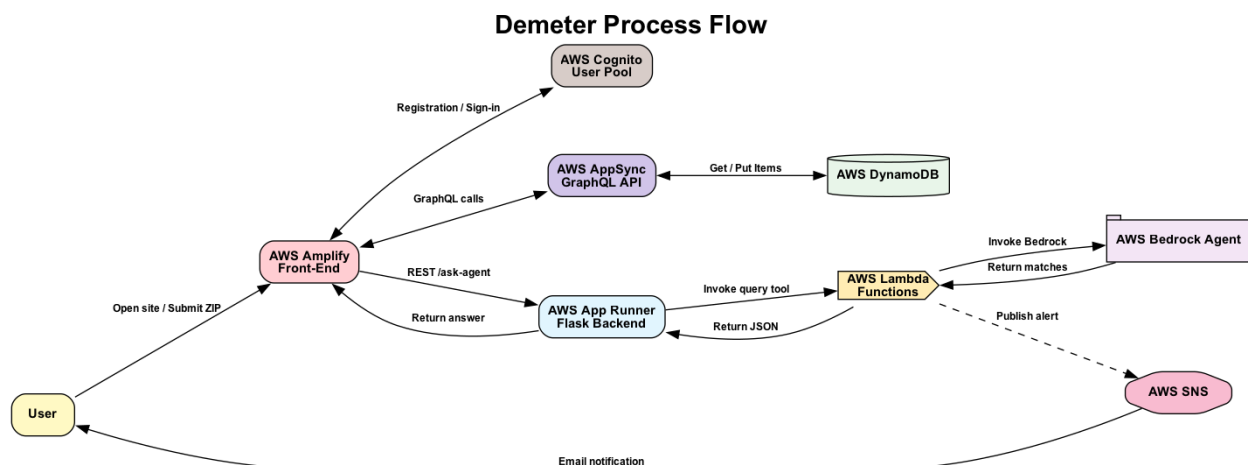 Demeter Process Flow
AWS Cognito
User Pool
Registration / Sign-in
AWS AppSync
GraphQL API
Get / Put Items
AWS DynamoDB
GraphQL calls
AWS Amplify
Front-End
REST /ask-agent
Invoke Bedrock
AWS Bedrock Agent
Return matches
AWS Lambda
Functions
Invoke query tool
Open site / Submit ZIP
AWS App Runner
Flask Backend
Return answer
Return JSON
Publish alert
AWS SNS
User
Email notification